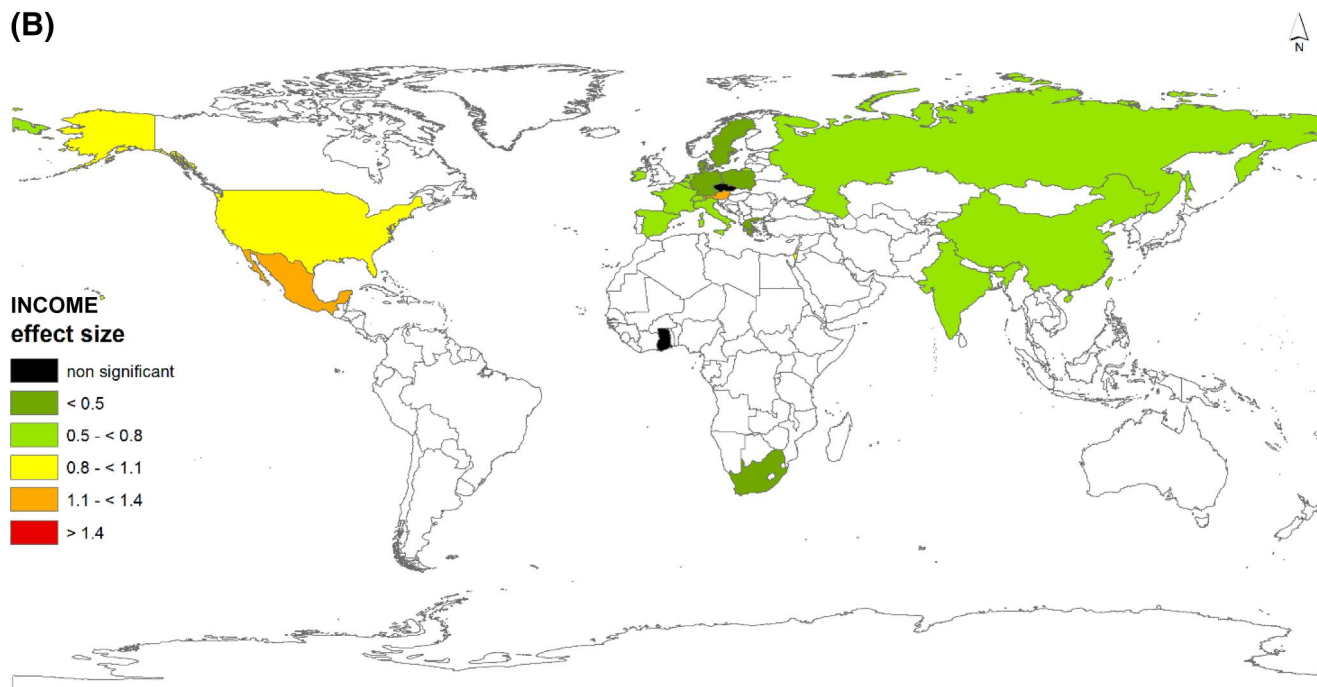 (B)
N
INCOME
effect size
non significant
< 0.5
0.5 - < 0.8
0.8 - < 1.1
1.1 - < 1.4
> 1.4